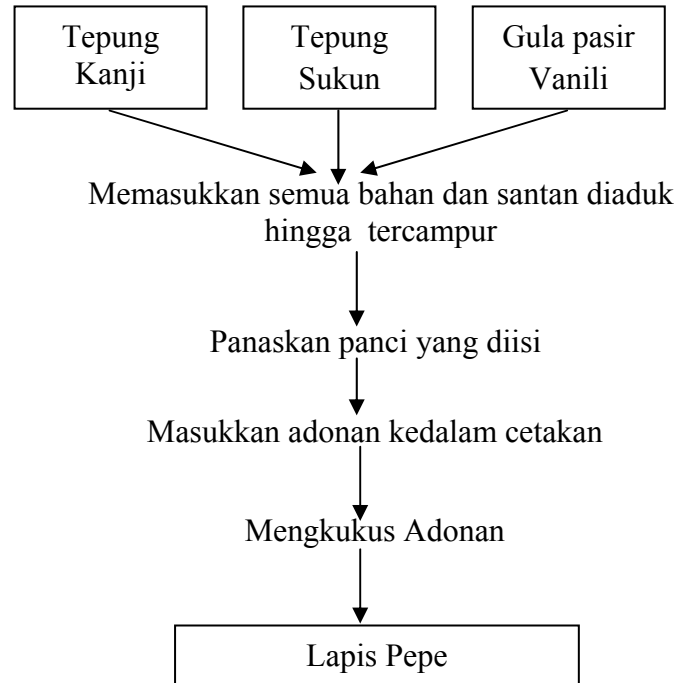 Tepung
Kanji
Tepung
Sukun
Gula pasir
Vanili
Memasukkan semua bahan dan santan diaduk
hingga tercampur
Panaskan panci yang diisi
Masukkan adonan kedalam cetakan
Mengkukus Adonan
Lapis Pepe